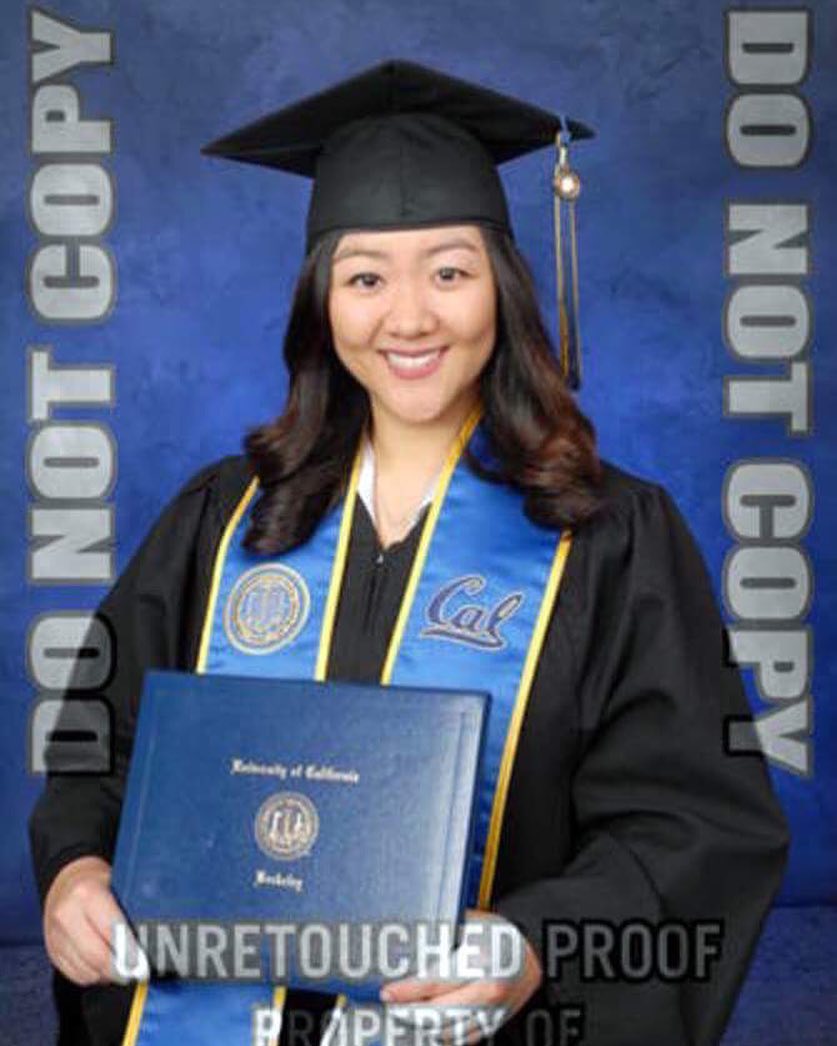 DO NOT COPY
DO NOT COPY
Cal
University of California
Berkeley
UNRETOUCHED PROOF
PROPERTY OF